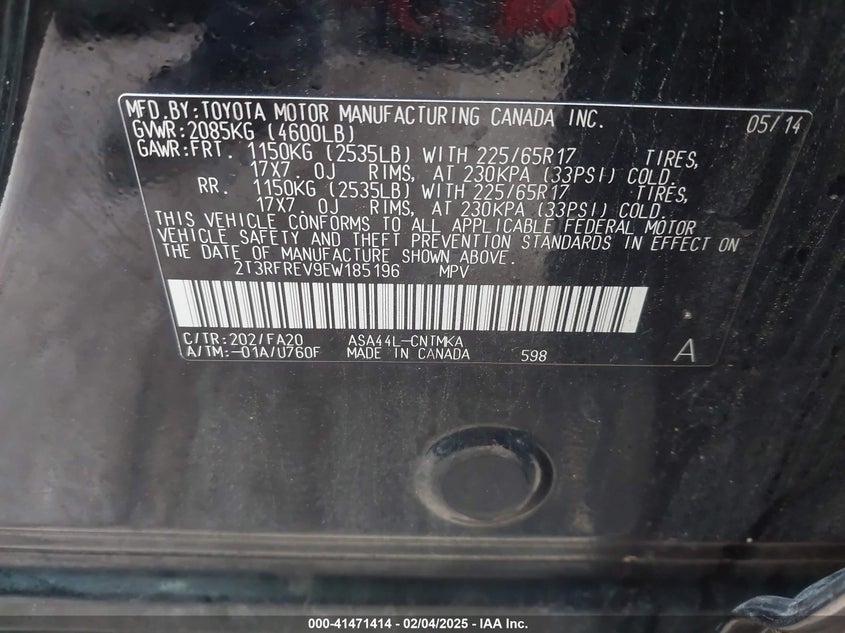 MFD.BY:TOYOTA MOTOR MANUFACTURING CANADA INC. 05/14
GVWR:2085KG (4600LB)
GAWR:FRT. 1150KG (2535LB) WITH 225/65R17 TIRES,
17X7.0J RIMS, AT 230KPA (33PSI) COLD.
RR. 1150KG (2535LB) WITH 225/65R17 TIRES,
17X7.0J RIMS, AT 230KPA (33PSI) COLD.
THIS VEHICLE CONFORMS TO ALL APPLICABLE FEDERAL MOTOR
VEHICLE SAFETY AND THEFT PREVENTION STANDARDS IN EFFECT ON
THE DATE OF MANUFACTURE SHOWN ABOVE.
2T3RFREV9EW185196 MPV
C/TR:202/FA20 ASA44L-CNTMKA
A/TM:-01A/U760F MADE IN CANADA 598 A
000-41471414 - 02/04/2025 - IAA Inc.